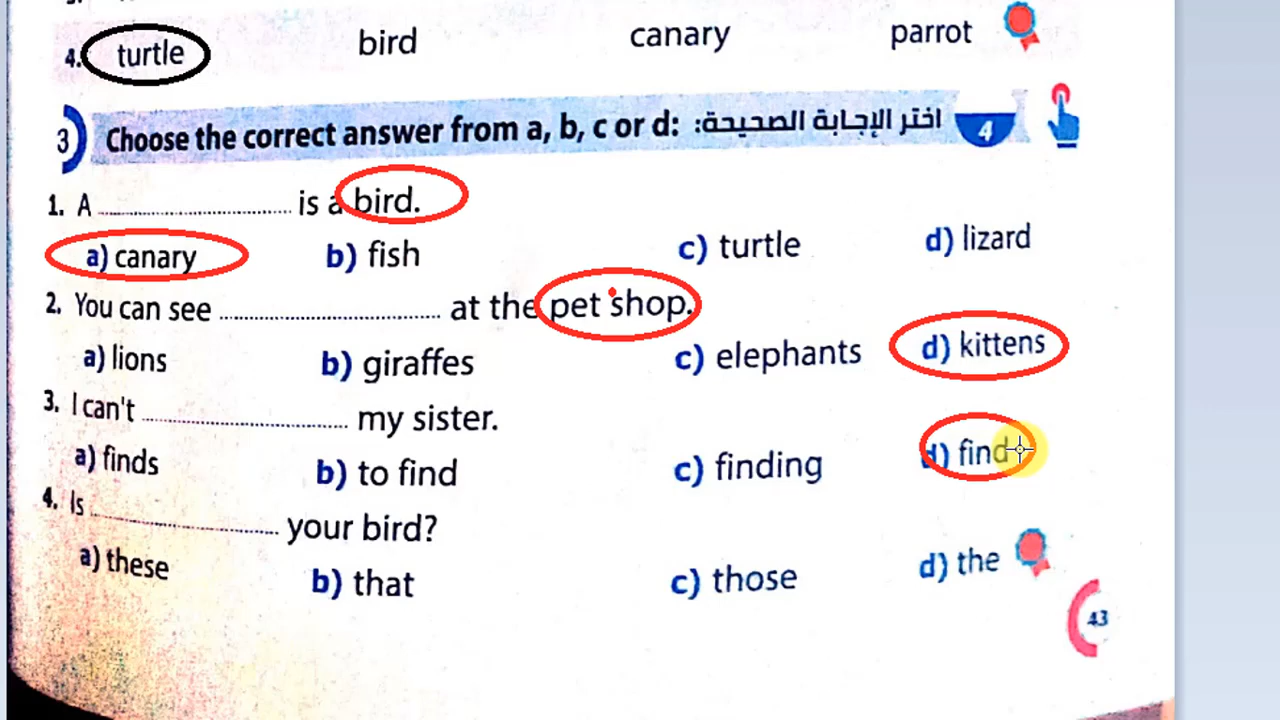 4. turtle bird canary parrot
3 Choose the correct answer from a, b, c or d: اختر الإجابة الصحيحة: 4
1. A .................... is a bird.
a) canary b) fish c) turtle d) lizard
2. You can see .................... at the pet shop.
a) lions b) giraffes c) elephants d) kittens
3. I can't .................... my sister.
a) finds b) to find c) finding d) find
4. Is .................... your bird?
a) these b) that c) those d) the
43